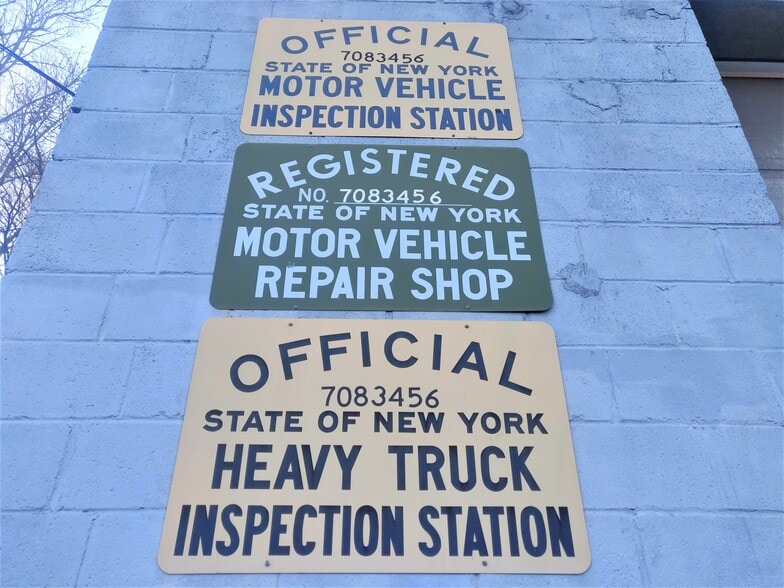 OFFICIAL
7083456
STATE OF NEW YORK
MOTOR VEHICLE
INSPECTION STATION
REGISTERED
NO. 7083456
STATE OF NEW YORK
MOTOR VEHICLE
REPAIR SHOP
OFFICIAL
7083456
STATE OF NEW YORK
HEAVY TRUCK
INSPECTION STATION